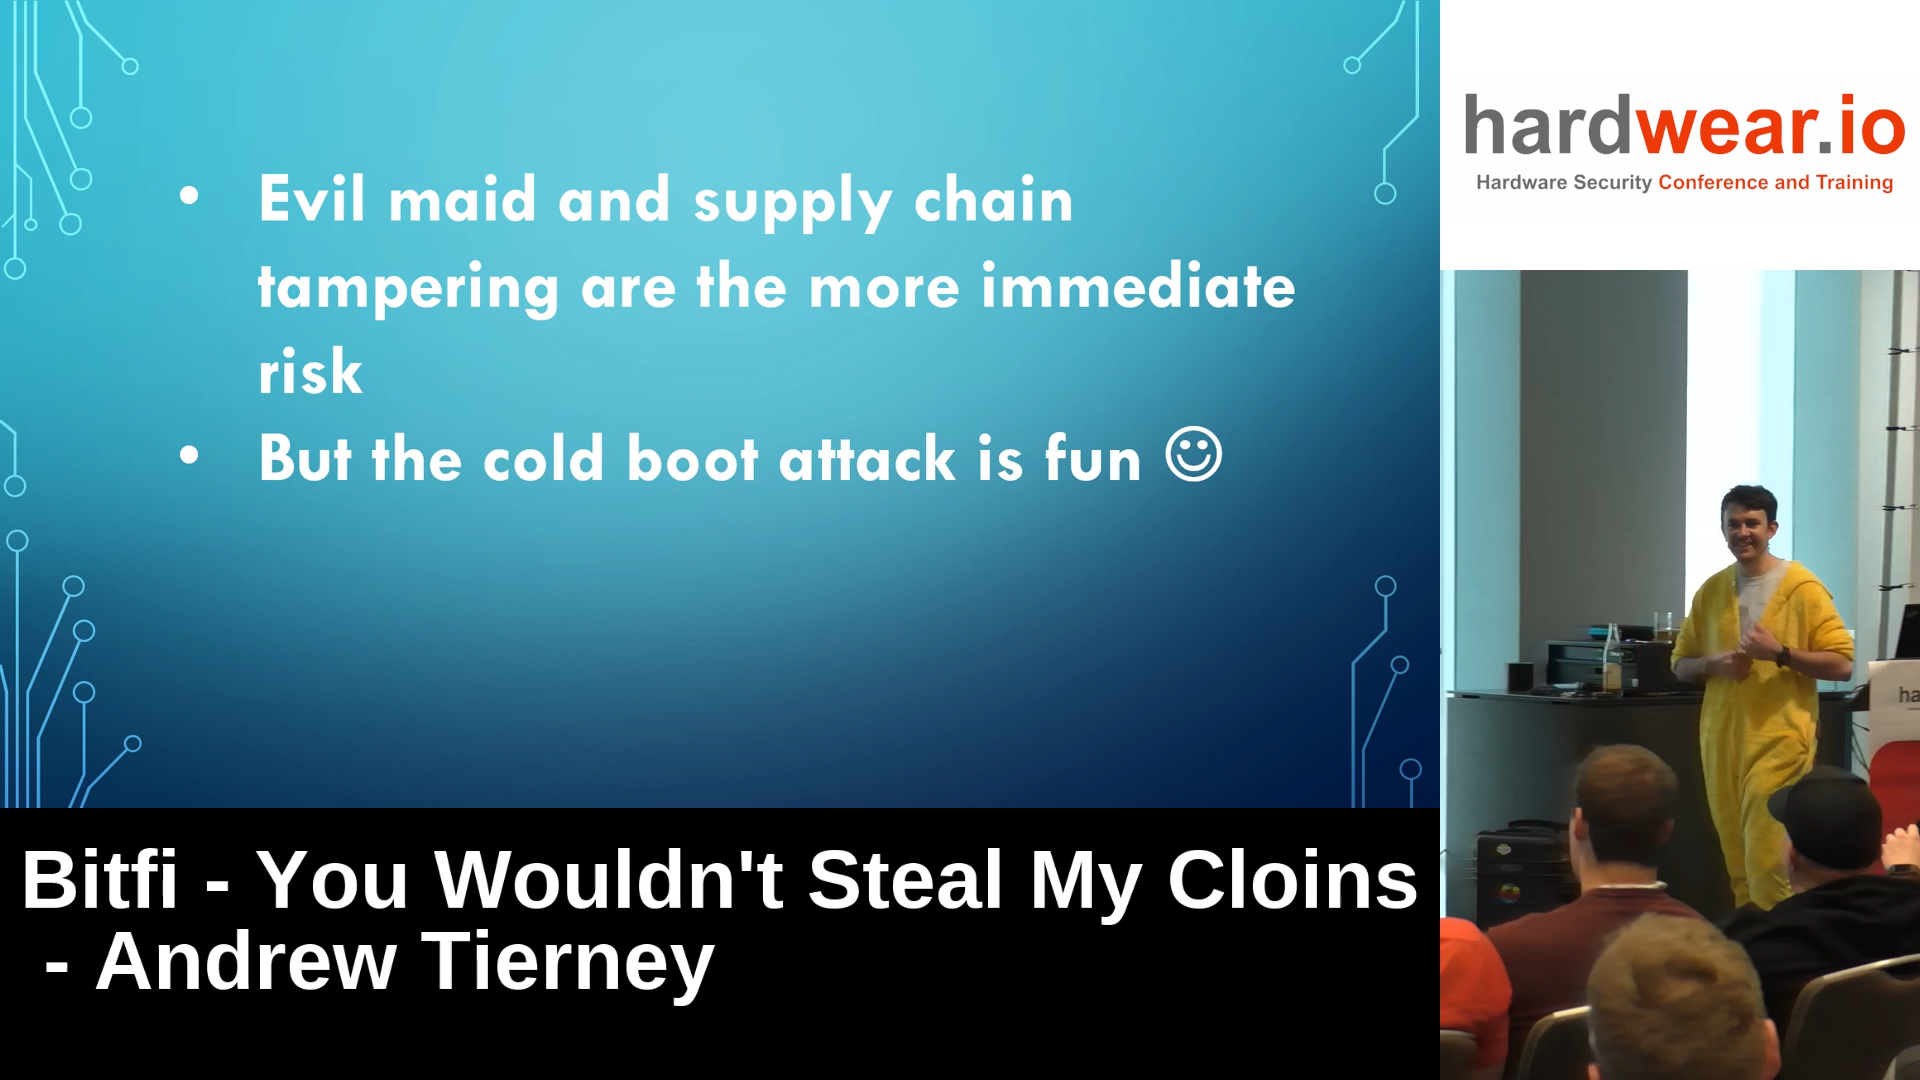 • Evil maid and supply chain
tampering are the more immediate
risk
• But the cold boot attack is fun ☺
hardwear.io
Hardware Security Conference and Training
ha
Bitfi - You Wouldn't Steal My Cloins
- Andrew Tierney